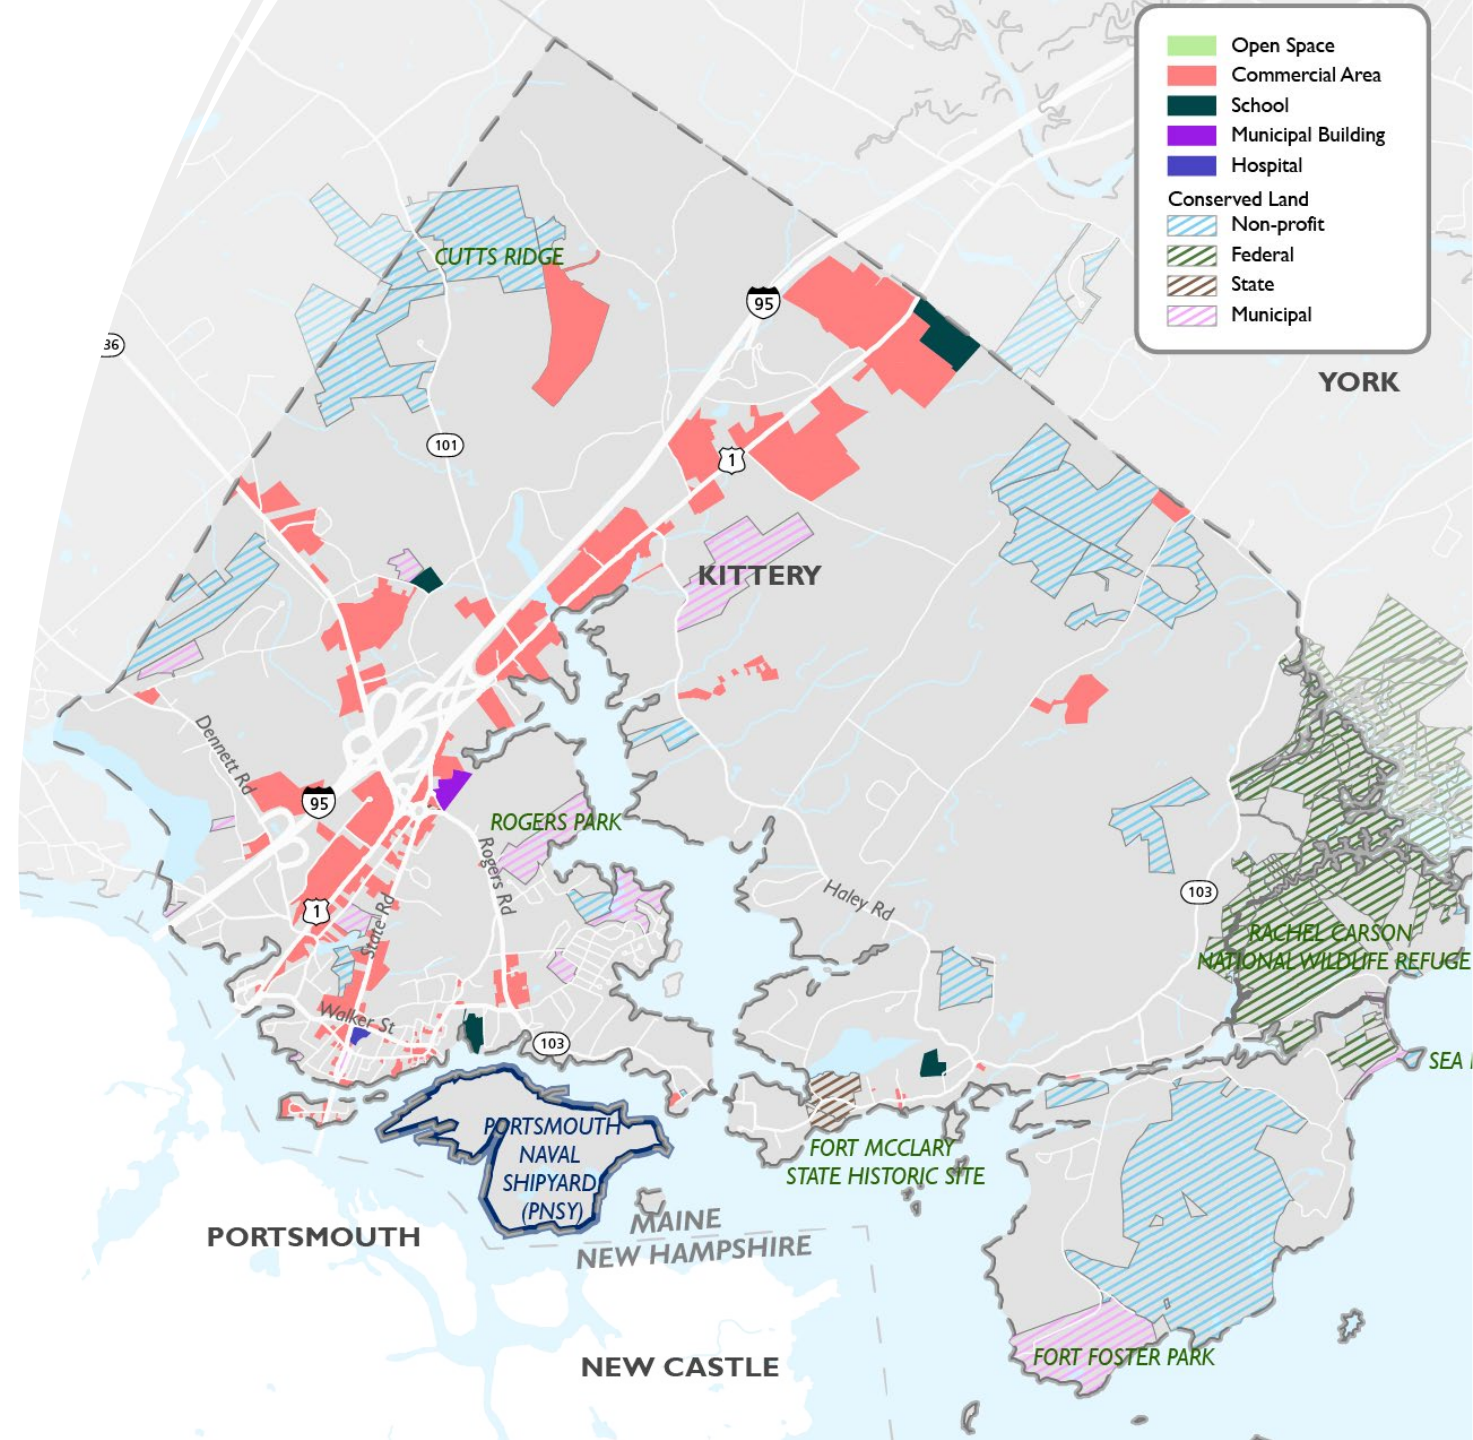 Open Space
Commercial Area
School
Municipal Building
Hospital
Conserved Land
Non-profit
Federal
State
Municipal
CUTTS RIDGE
95
36
YORK
101
1
KITTERY
Dennett Rd
95
ROGERS PARK
Rogers Rd
Haley Rd
103
1
State Rd
RACHEL CARSON
NATIONAL WILDLIFE REFUGE
Walker St
103
SEA
PORTSMOUTH
NAVAL
SHIPYARD
(PNSY)
FORT MCCLARY
STATE HISTORIC SITE
MAINE
NEW HAMPSHIRE
PORTSMOUTH
NEW CASTLE
FORT FOSTER PARK